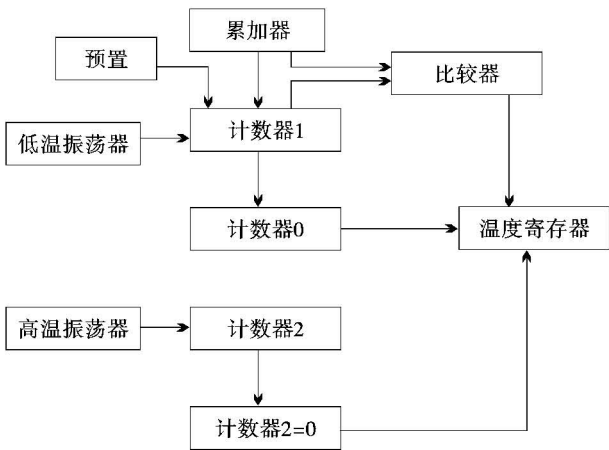 累加器
预置
比较器
低温振荡器
计数器1
计数器0
温度寄存器
高温振荡器
计数器2
计数器2=0